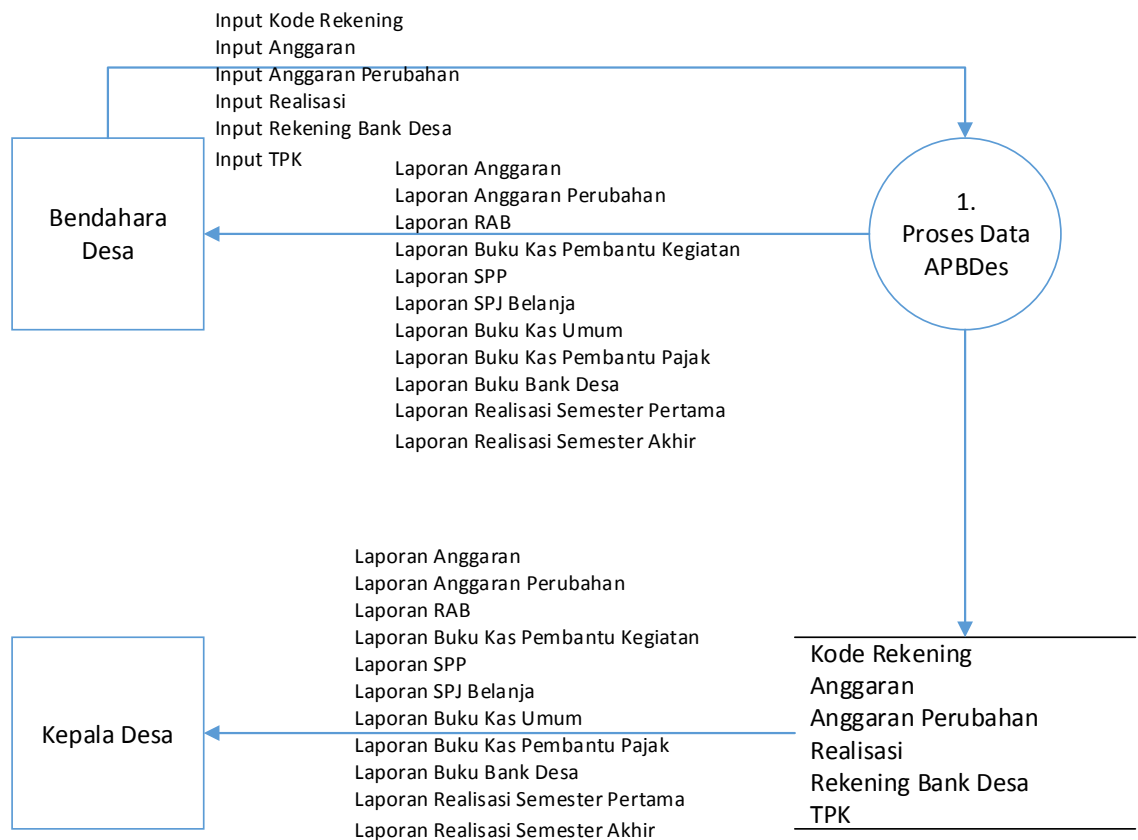 Input Kode Rekening
Input Anggaran
Input Anggaran Perubahan
Input Realisasi
Input Rekening Bank Desa
Input TPK
Bendahara
Desa
Laporan Anggaran
Laporan Anggaran Perubahan
Laporan RAB
Laporan Buku Kas Pembantu Kegiatan
Laporan SPP
Laporan SPJ Belanja
Laporan Buku Kas Umum
Laporan Buku Kas Pembantu Pajak
Laporan Buku Bank Desa
Laporan Realisasi Semester Pertama
Laporan Realisasi Semester Akhir
1.
Proses Data
APBDes
Kepala Desa
Laporan Anggaran
Laporan Anggaran Perubahan
Laporan RAB
Laporan Buku Kas Pembantu Kegiatan
Laporan SPP
Laporan SPJ Belanja
Laporan Buku Kas Umum
Laporan Buku Kas Pembantu Pajak
Laporan Buku Bank Desa
Laporan Realisasi Semester Pertama
Laporan Realisasi Semester Akhir
Kode Rekening
Anggaran
Anggaran Perubahan
Realisasi
Rekening Bank Desa
TPK